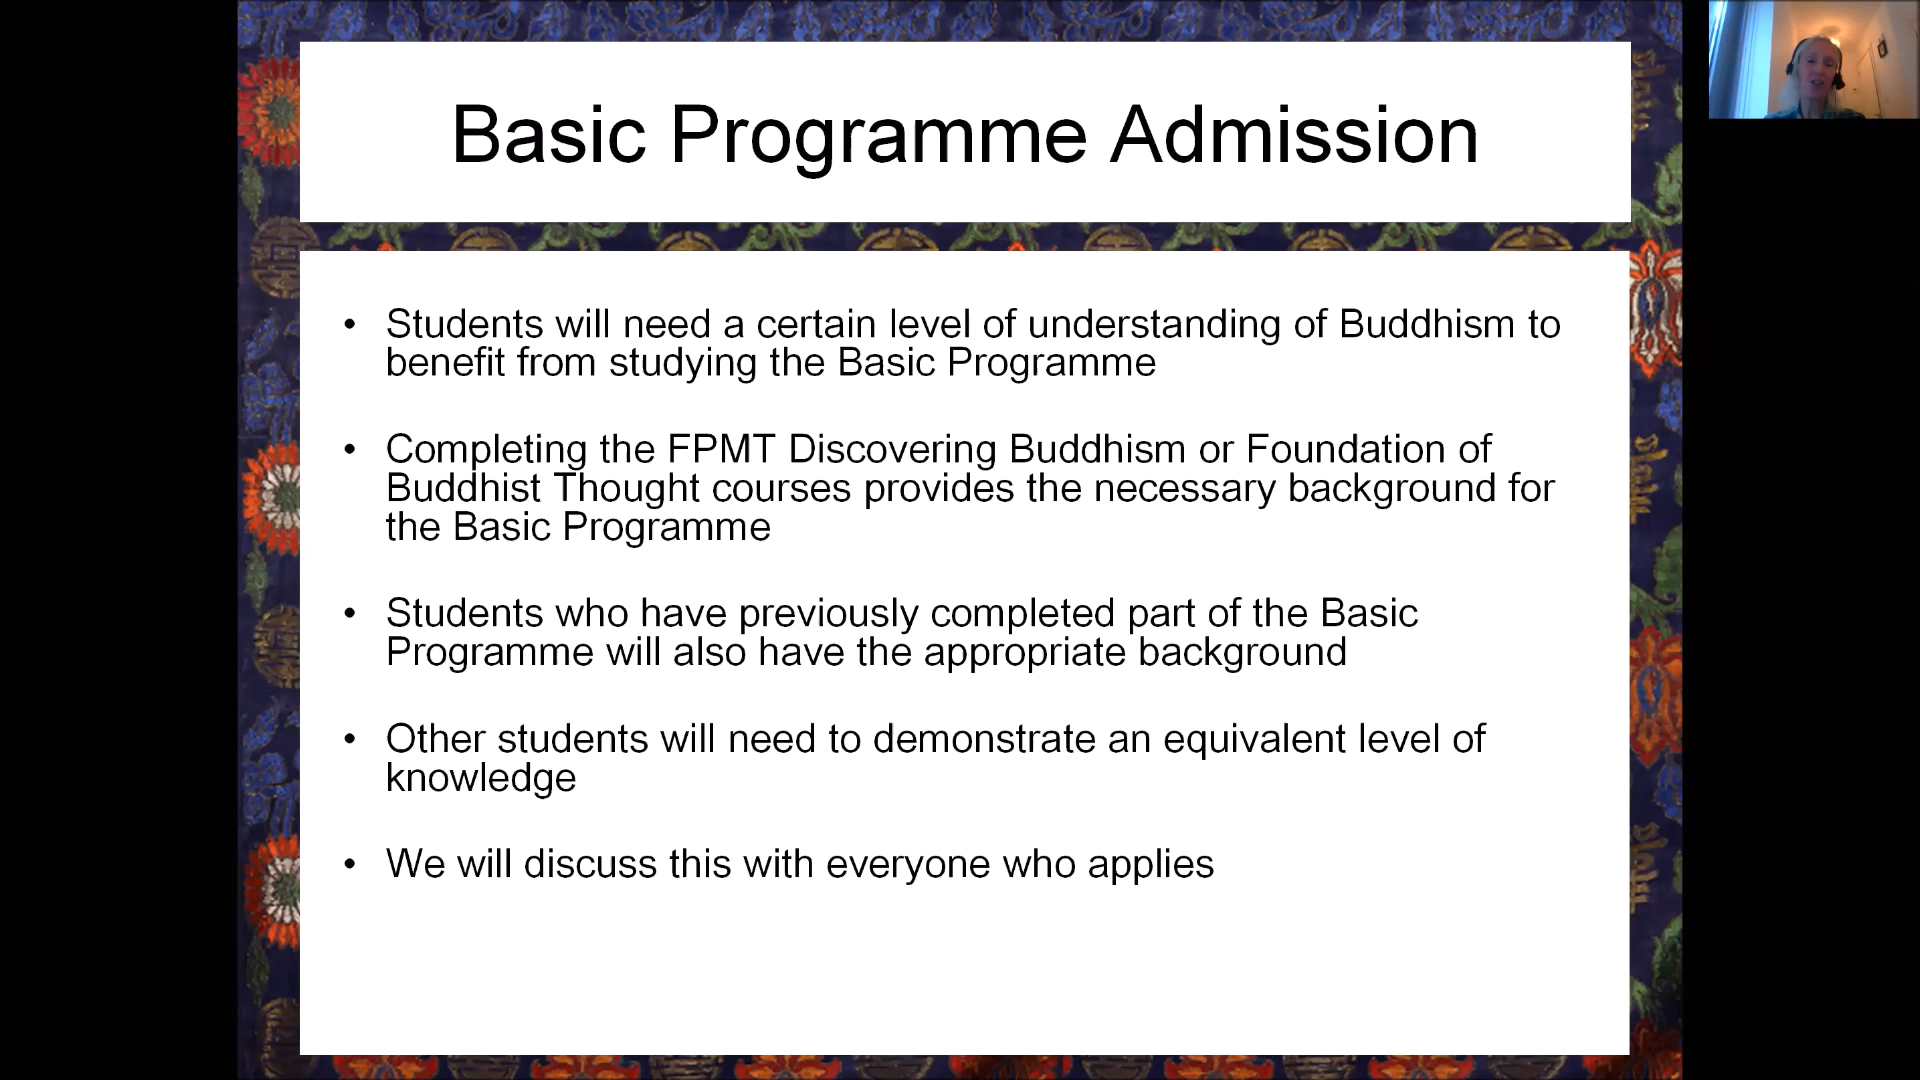 Basic Programme Admission
• Students will need a certain level of understanding of Buddhism to
benefit from studying the Basic Programme
• Completing the FPMT Discovering Buddhism or Foundation of
Buddhist Thought courses provides the necessary background for
the Basic Programme
• Students who have previously completed part of the Basic
Programme will also have the appropriate background
• Other students will need to demonstrate an equivalent level of
knowledge
• We will discuss this with everyone who applies